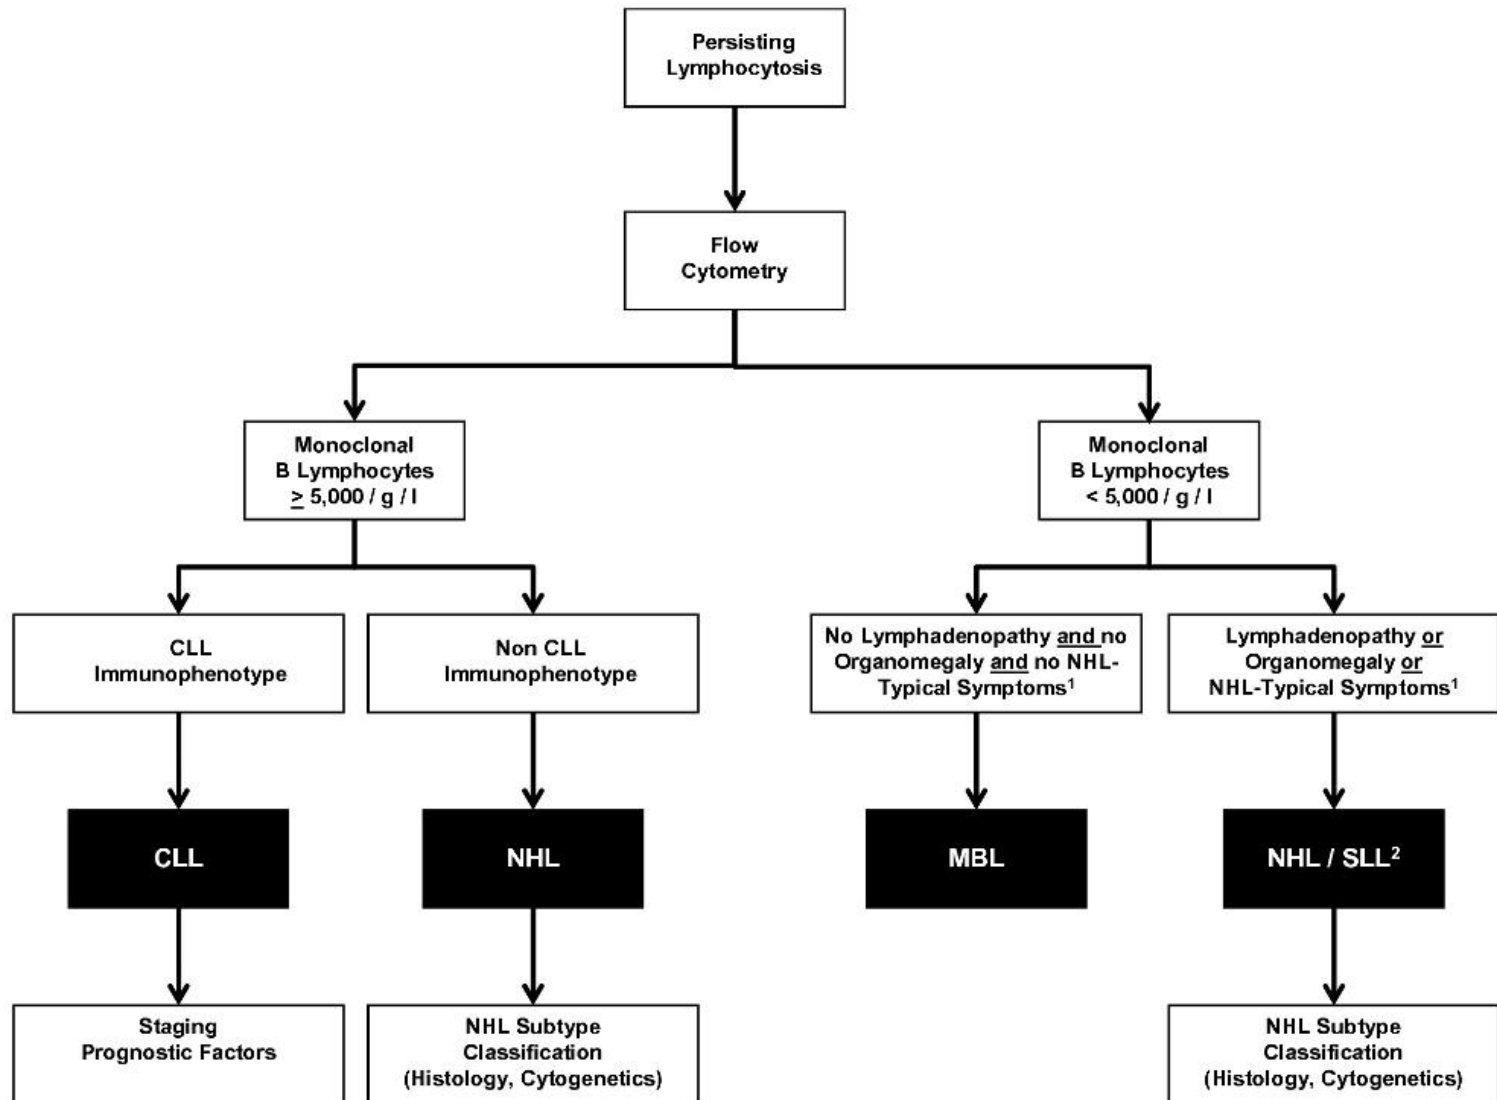 Persisting
Lymphocytosis
Flow
Cytometry
Monoclonal
B Lymphocytes
≥ 5,000 / g / l
Monoclonal
B Lymphocytes
< 5,000 / g / l
CLL
Immunophenotype
Non CLL
Immunophenotype
No Lymphadenopathy and no
Organomegaly and no NHL-
Typical Symptoms¹
Lymphadenopathy or
Organomegaly or
NHL-Typical Symptoms¹
CLL
NHL
MBL
NHL / SLL²
Staging
Prognostic Factors
NHL Subtype
Classification
(Histology, Cytogenetics)
NHL Subtype
Classification
(Histology, Cytogenetics)